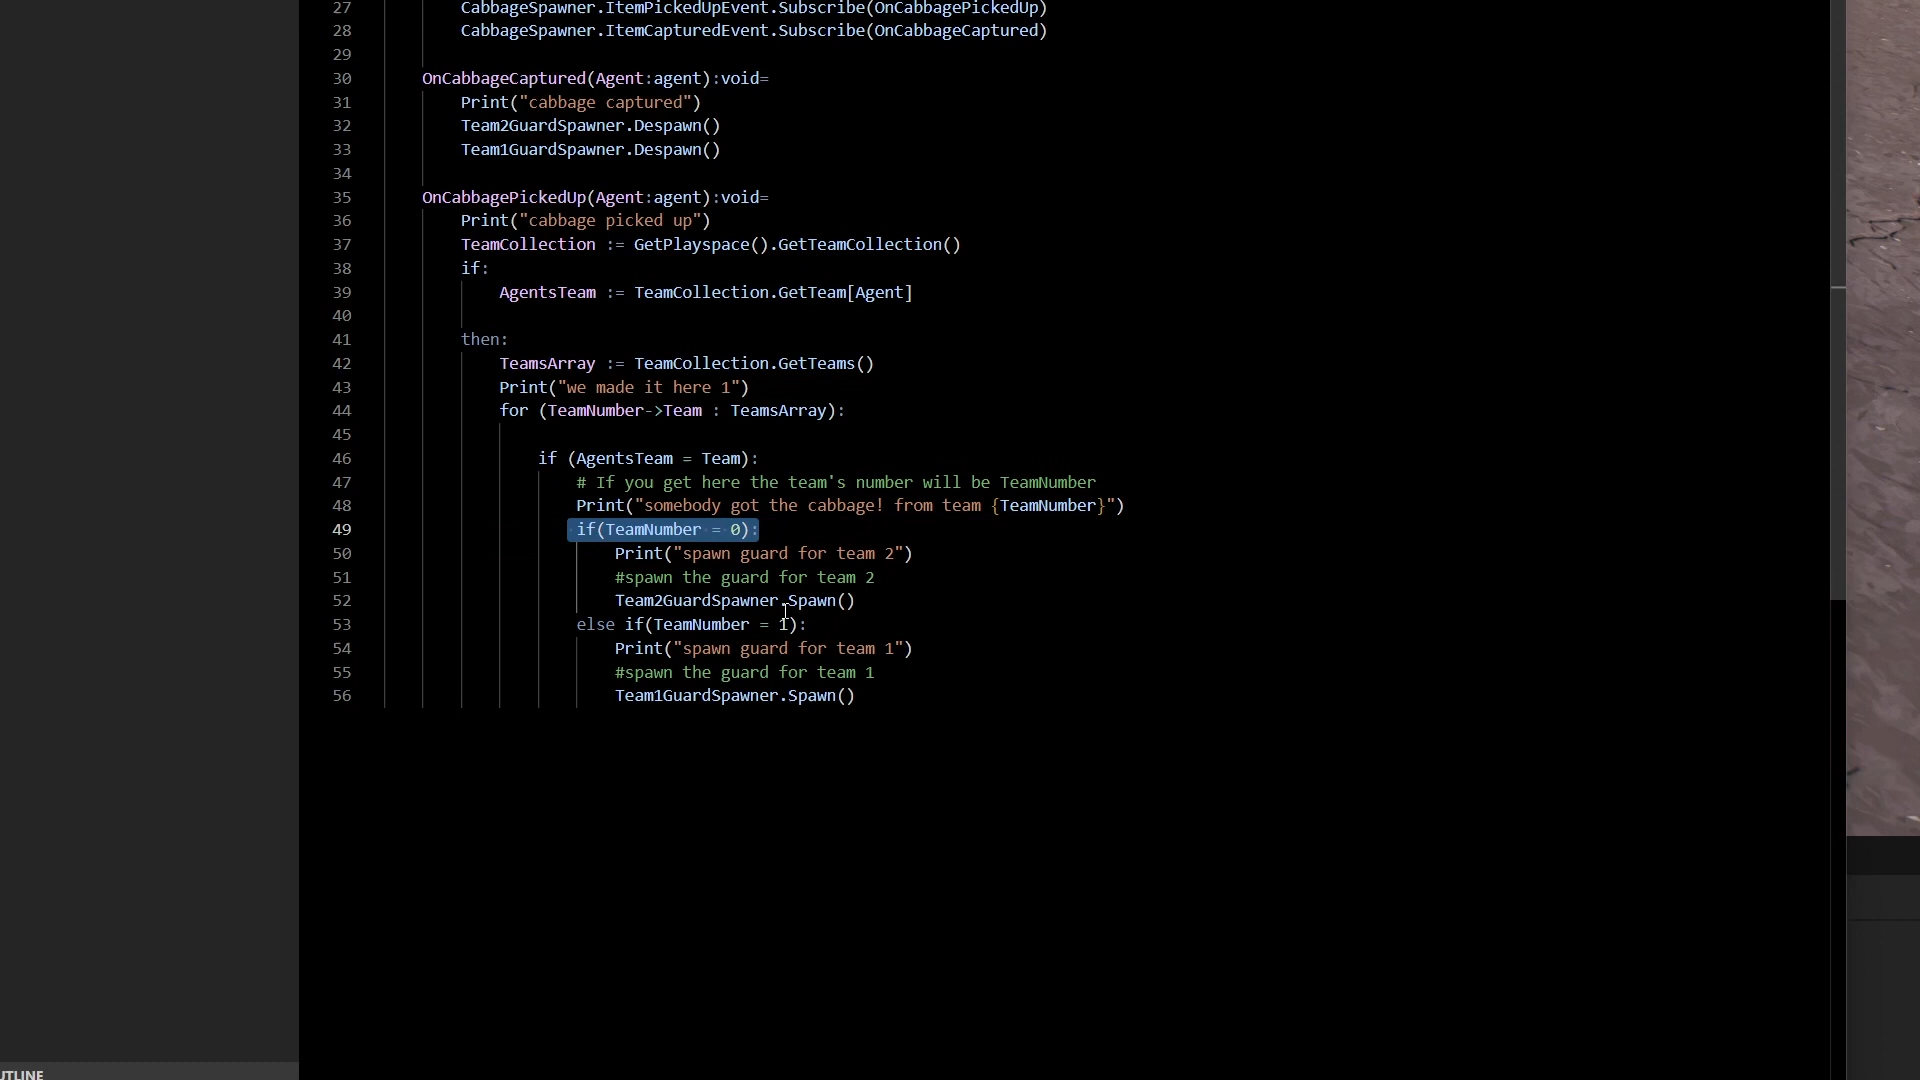 27 CabbageSpawner.ItemPickedUpEvent.Subscribe(OnCabbagePickedUp)
28 CabbageSpawner.ItemCapturedEvent.Subscribe(OnCabbageCaptured)
29
30 OnCabbageCaptured(Agent:agent):void=
31 Print("cabbage captured")
32 Team2GuardSpawner.Despawn()
33 Team1GuardSpawner.Despawn()
34
35 OnCabbagePickedUp(Agent:agent):void=
36 Print("cabbage picked up")
37 TeamCollection := GetPlayspace().GetTeamCollection()
38 if:
39 AgentsTeam := TeamCollection.GetTeam[Agent]
40
41 then:
42 TeamsArray := TeamCollection.GetTeams()
43 Print("we made it here 1")
44 for (TeamNumber->Team : TeamsArray):
45
46 if (AgentsTeam = Team):
47 # If you get here the team's number will be TeamNumber
48 Print("somebody got the cabbage! from team {TeamNumber}")
49 if(TeamNumber = 0):
50 Print("spawn guard for team 2")
51 #spawn the guard for team 2
52 Team2GuardSpawner.Spawn()
53 else if(TeamNumber = 1):
54 Print("spawn guard for team 1")
55 #spawn the guard for team 1
56 Team1GuardSpawner.Spawn()
UTLINE